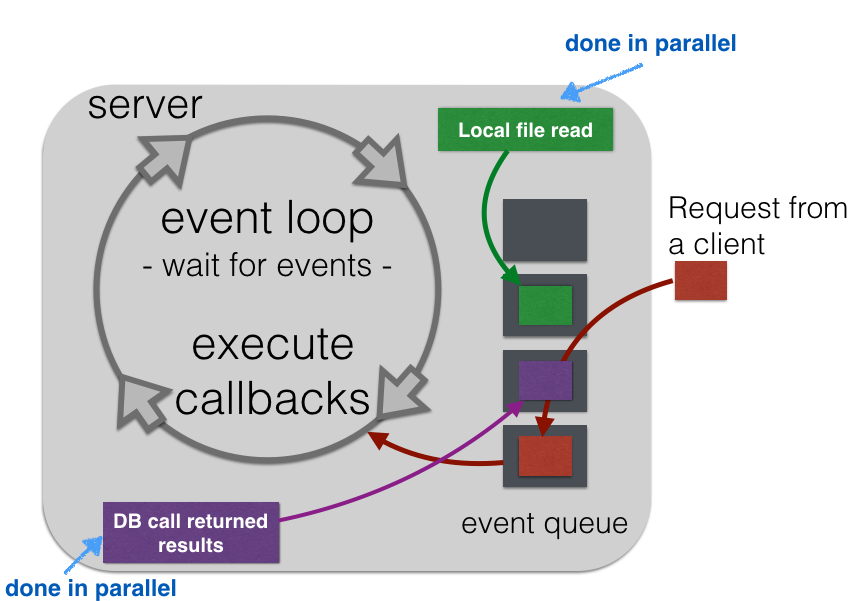 done in parallel
server
Local file read
event loop
- wait for events -
Request from
a client
execute
callbacks
DB call returned
results
event queue
done in parallel